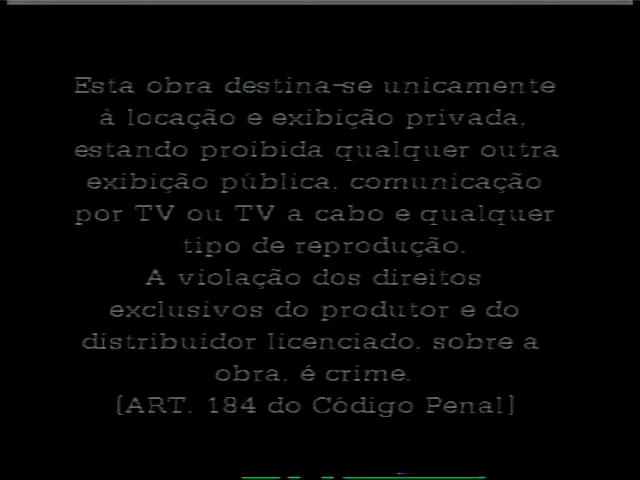 Esta obra destina-se unicamente
à locação e exibição privada,
estando proibida qualquer outra
exibição pública, comunicação
por TV ou TV a cabo e qualquer
tipo de reprodução.
A violação dos direitos
exclusivos do produtor e do
distribuidor licenciado, sobre a
obra, é crime.
[ART. 184 do Código Penal]